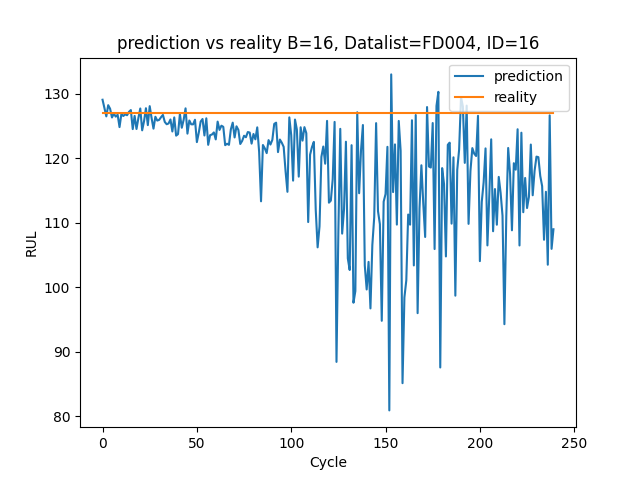 prediction vs reality B=16, Datalist=FD004, ID=16
prediction
reality
130
120
110
100
90
80
RUL
0
50
100
150
200
250
Cycle